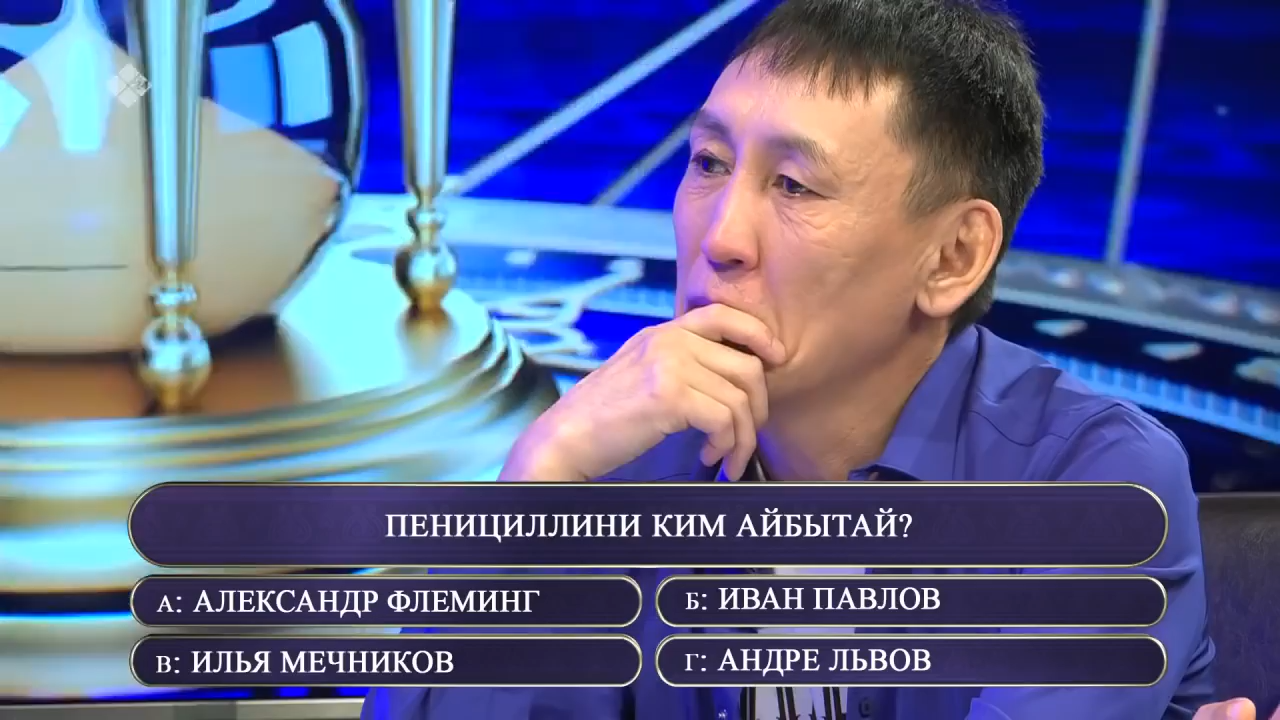 ПЕНИЦИЛЛИНИ КИМ АЙБЫТАЙ?
А: АЛЕКСАНДР ФЛЕМИНГ
Б: ИВАН ПАВЛОВ
В: ИЛЬЯ МЕЧНИКОВ
Г: АНДРЕ ЛЬВОВ